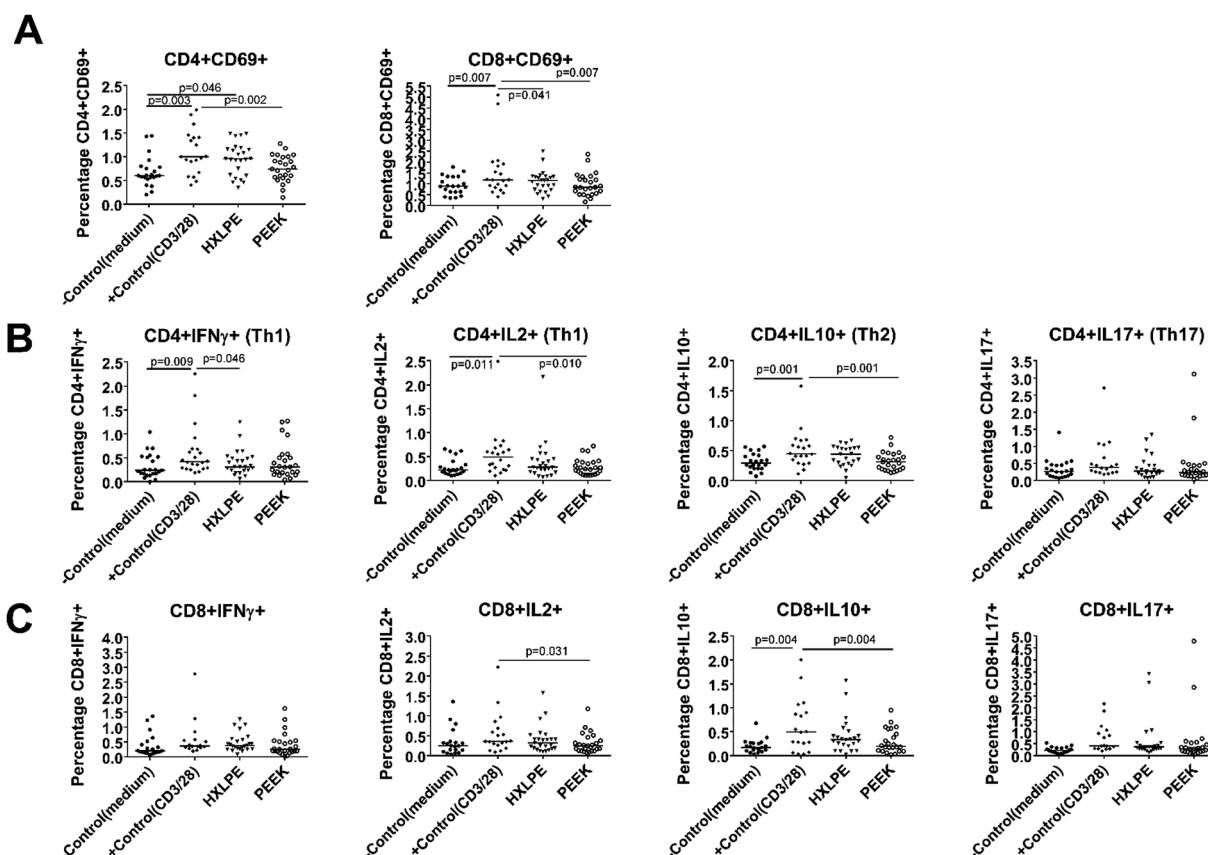 A
CD4+CD69+
Percentage CD4+CD69+
2.5
2.0
1.5
1.0
0.5
0.0
p=0.046
p=0.003
p=0.002
-Control(medium)
+Control(CD3/28)
HXLPE
PEEK
CD8+CD69+
Percentage CD8+CD69+
5.5
5.0
4.5
4.0
3.5
3.0
2.5
2.0
1.5
1.0
0.5
0.0
p=0.007
p=0.007
p=0.041
-Control(medium)
+Control(CD3/28)
HXLPE
PEEK
B
CD4+IFNγ+ (Th1)
Percentage CD4+IFNγ+
2.5
2.0
1.5
1.0
0.5
0.0
p=0.009
p=0.046
-Control(medium)
+Control(CD3/28)
HXLPE
PEEK
CD4+IL2+ (Th1)
Percentage CD4+IL2+
2.5
2.0
1.5
1.0
0.5
0.0
p=0.011
p=0.010
-Control(medium)
+Control(CD3/28)
HXLPE
PEEK
CD4+IL10+ (Th2)
Percentage CD4+IL10+
2.5
2.0
1.5
1.0
0.5
0.0
p=0.001
p=0.001
-Control(medium)
+Control(CD3/28)
HXLPE
PEEK
CD4+IL17+ (Th17)
Percentage CD4+IL17+
3.5
3.0
2.5
2.0
1.5
1.0
0.5
0.0
-Control(medium)
+Control(CD3/28)
HXLPE
PEEK
C
CD8+IFNγ+
Percentage CD8+IFNγ+
4.0
3.5
3.0
2.5
2.0
1.5
1.0
0.5
0.0
-Control(medium)
+Control(CD3/28)
HXLPE
PEEK
CD8+IL2+
Percentage CD8+IL2+
3.0
2.5
2.0
1.5
1.0
0.5
0.0
p=0.031
-Control(medium)
+Control(CD3/28)
HXLPE
PEEK
CD8+IL10+
Percentage CD8+IL10+
2.5
2.0
1.5
1.0
0.5
0.0
p=0.004
p=0.004
-Control(medium)
+Control(CD3/28)
HXLPE
PEEK
CD8+IL17+
Percentage CD8+IL17+
5.0
4.5
4.0
3.5
3.0
2.5
2.0
1.5
1.0
0.5
0.0
-Control(medium)
+Control(CD3/28)
HXLPE
PEEK